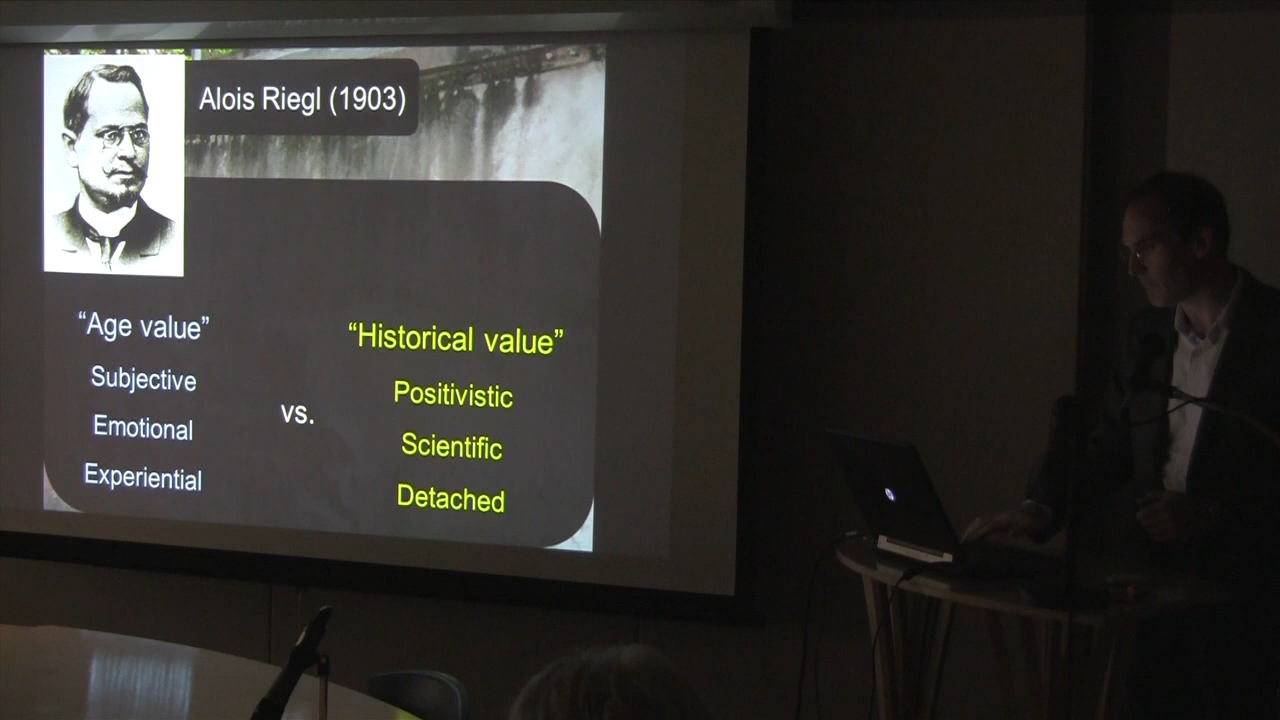 Alois Riegl (1903)
“Age value”
Subjective
Emotional
Experiential
vs.
“Historical value”
Positivistic
Scientific
Detached